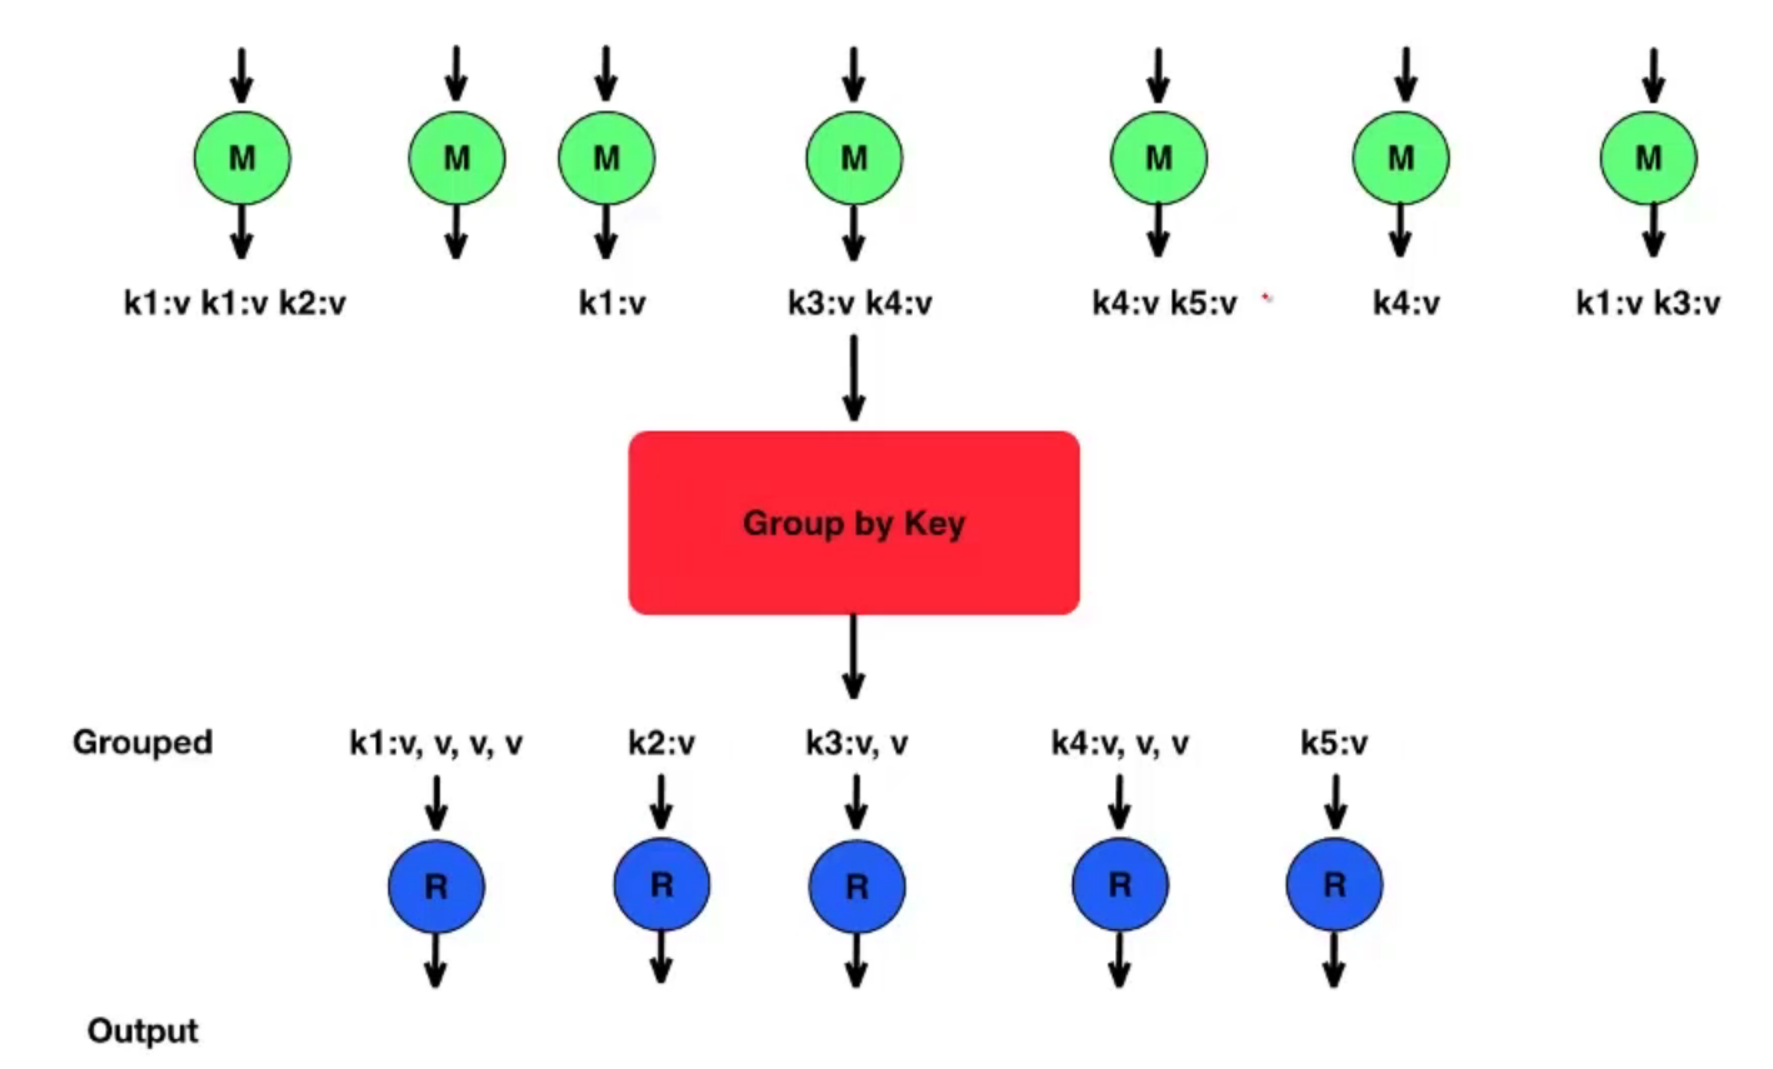 M M M M M M M
k1:v k1:v k2:v k1:v k3:v k4:v k4:v k5:v k4:v k1:v k3:v
Group by Key
Grouped k1:v, v, v, v k2:v k3:v, v k4:v, v, v k5:v
R R R R R
Output